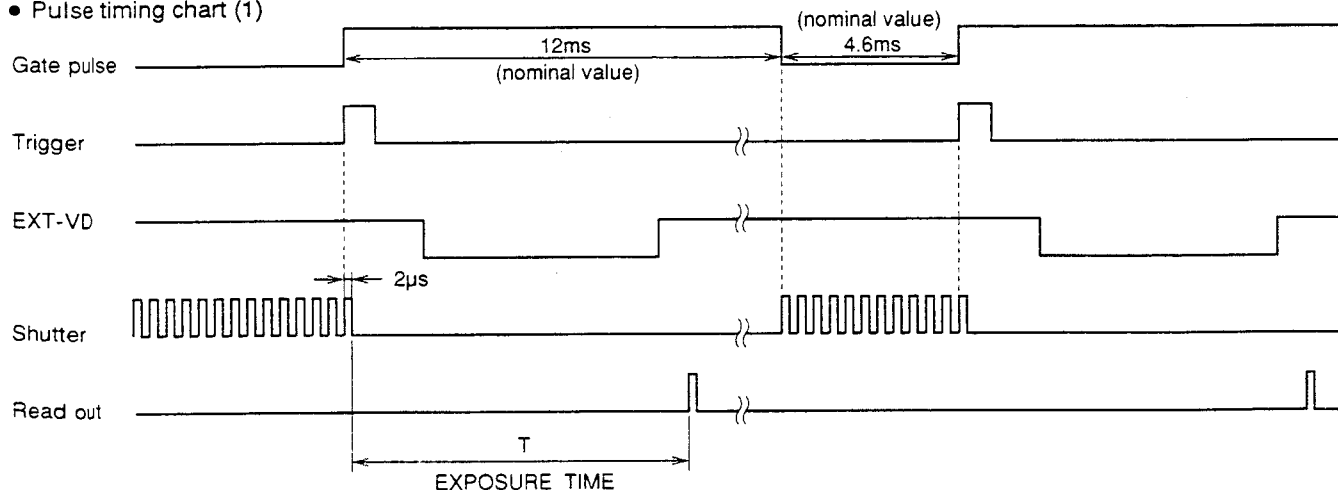 • Pulse timing chart (1)
(nominal value)
12ms
4.6ms
Gate pulse
(nominal value)
Trigger
EXT-VD
2μs
Shutter
Read out
T
EXPOSURE TIME